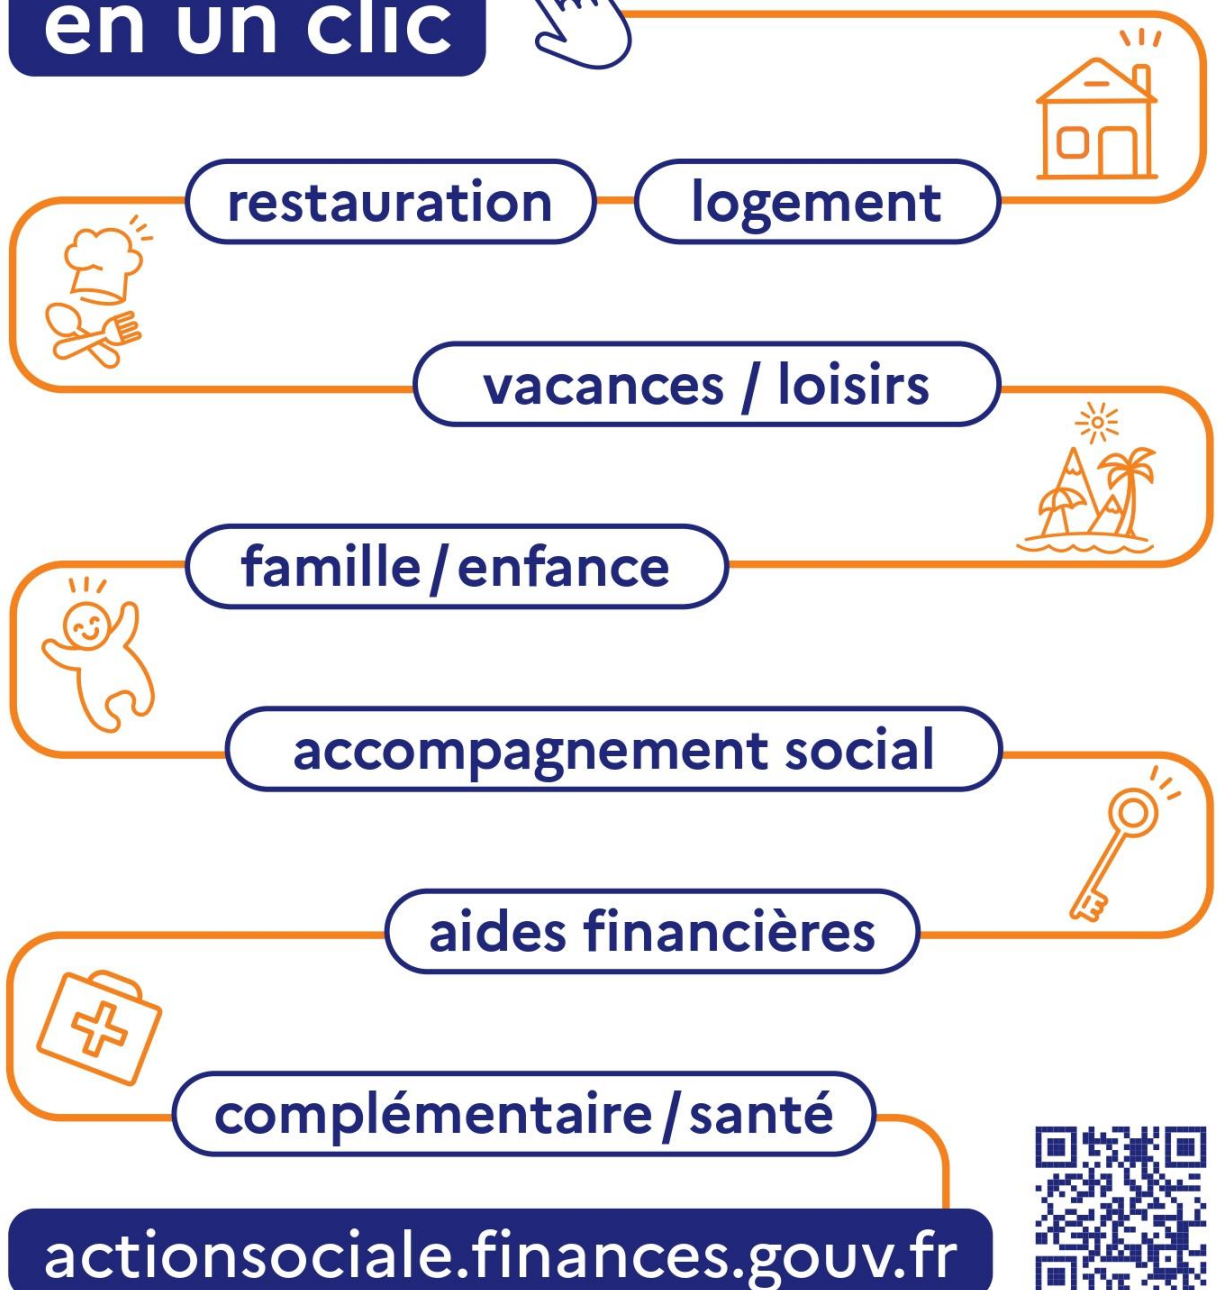 en un clic
restauration logement
vacances / loisirs
famille / enfance
accompagnement social
aides financières
complémentaire / santé
actionsociale.finances.gouv.fr